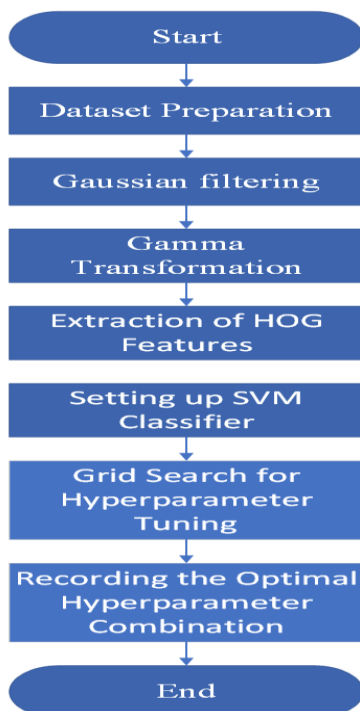 Start
Dataset Preparation
Gaussian filtering
Gamma
Transformation
Extraction of HOG
Features
Setting up SVM
Classifier
Grid Search for
Hyperparameter
Tuning
Recording the Optimal
Hyperparameter
Combination
End